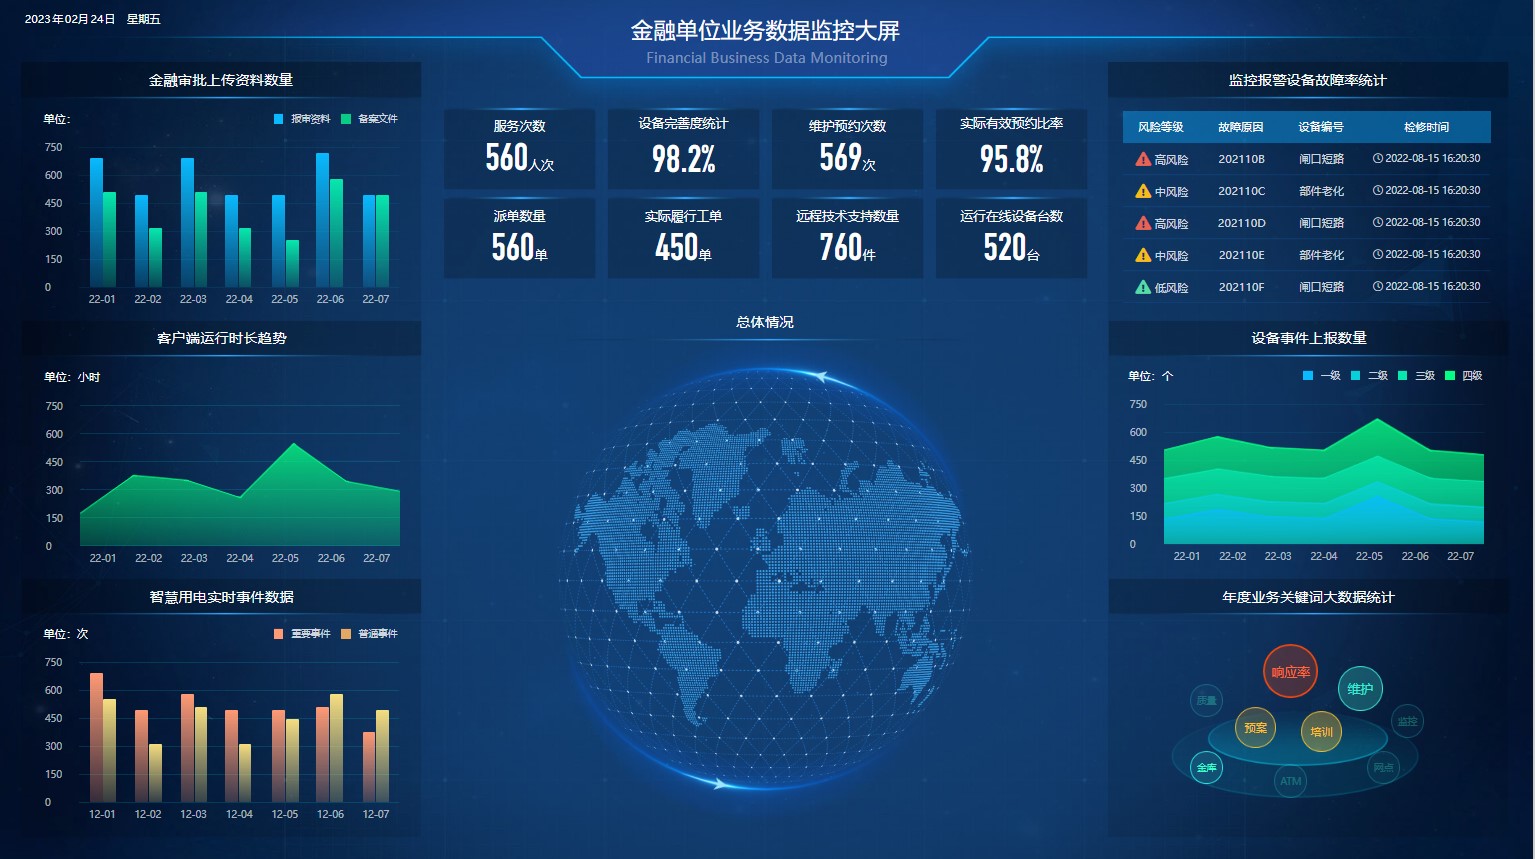 2023年02月24日 星期五
金融单位业务数据监控大屏
Financial Business Data Monitoring
金融审批上传资料数量
单位：
报审资料 备案文件
750
600
450
300
150
0
22-01 22-02 22-03 22-04 22-05 22-06 22-07
客户端运行时长趋势
单位：小时
750
600
450
300
150
0
22-01 22-02 22-03 22-04 22-05 22-06 22-07
智慧用电实时事件数据
单位：次
重要事件 普通事件
750
600
450
300
150
0
12-01 12-02 12-03 12-04 12-05 12-06 12-07
服务次数
560人次
设备完善度统计
98.2%
维护预约次数
569次
实际有效预约比率
95.8%
派单数量
560单
实际履行工单
450单
远程技术支持数量
760件
运行在线设备台数
520台
总体情况
监控报警设备故障率统计
风险等级 故障原因 设备编号 检修时间
高风险 202110B 闸口短路 2022-08-15 16:20:30
中风险 202110C 部件老化 2022-08-15 16:20:30
高风险 202110D 闸口短路 2022-08-15 16:20:30
中风险 202110E 部件老化 2022-08-15 16:20:30
低风险 202110F 闸口短路 2022-08-15 16:20:30
设备事件上报数量
单位：个
一级 二级 三级 四级
750
600
450
300
150
0
22-01 22-02 22-03 22-04 22-05 22-06 22-07
年度业务关键词大数据统计
响应率
维护
质量
监控
预案
培训
金库
ATM
网点